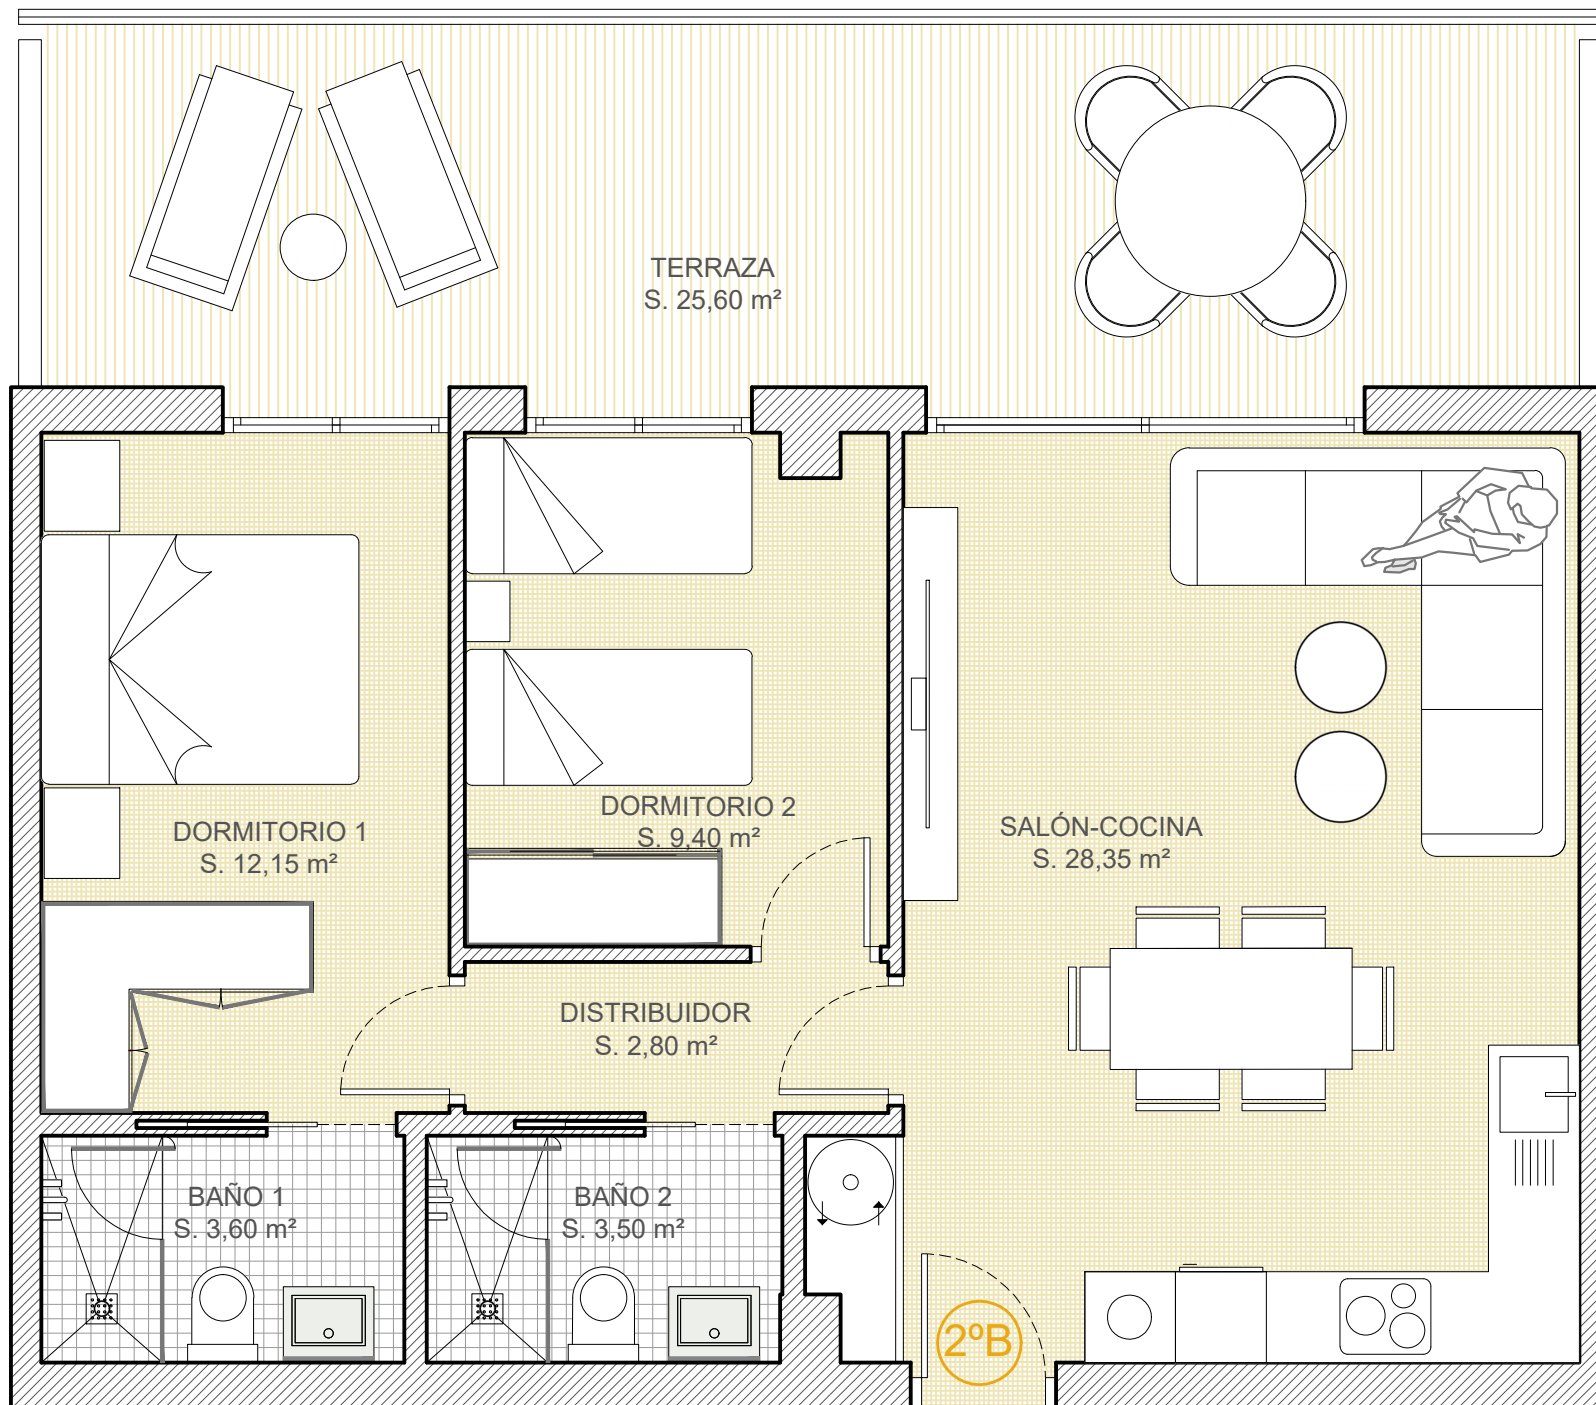 TERRAZA
S. 25,60 m²
DORMITORIO 1
S. 12,15 m²
DORMITORIO 2
S. 9,40 m²
SALÓN-COCINA
S. 28,35 m²
DISTRIBUIDOR
S. 2,80 m²
BAÑO 1
S. 3,60 m²
BAÑO 2
S. 3,50 m²
2ºB